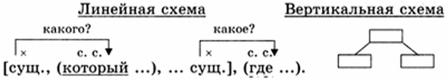 Линейная схема Вертикальная схема
какого? какое?
× с. с. × с. с.
[сущ., (который ...), ... сущ.], (где ...).